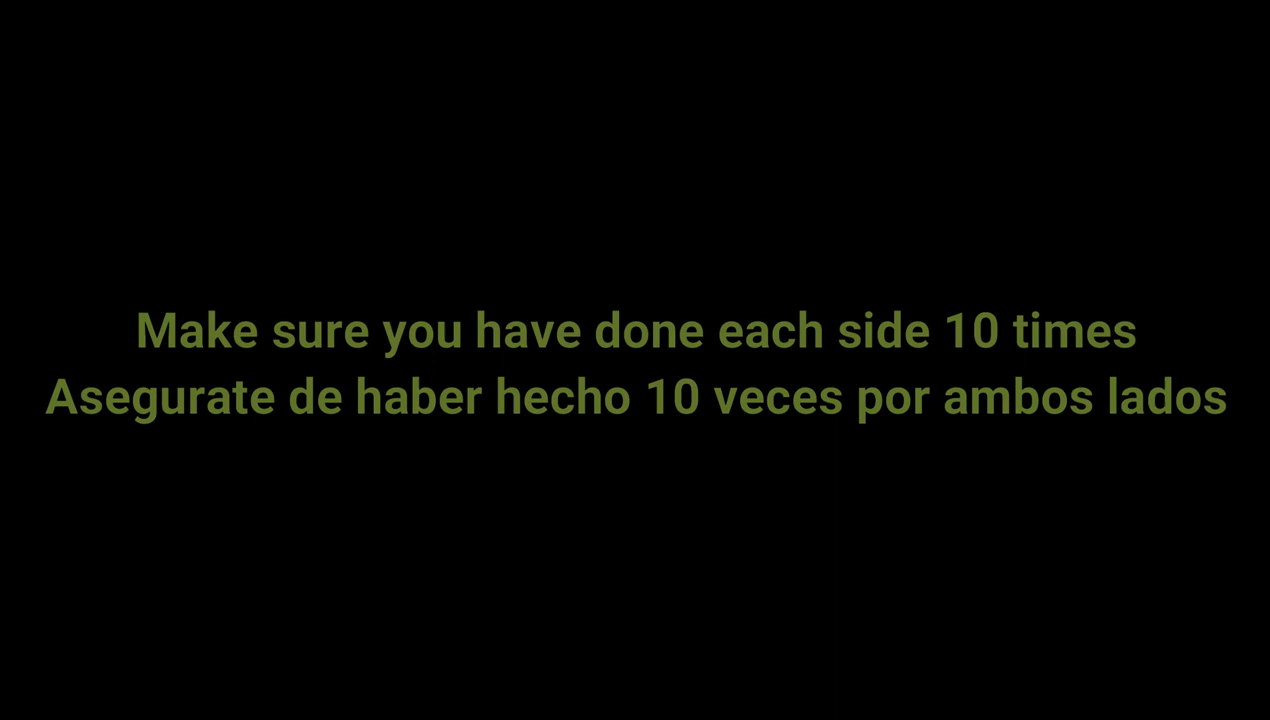 Make sure you have done each side 10 times
Asegurate de haber hecho 10 veces por ambos lados